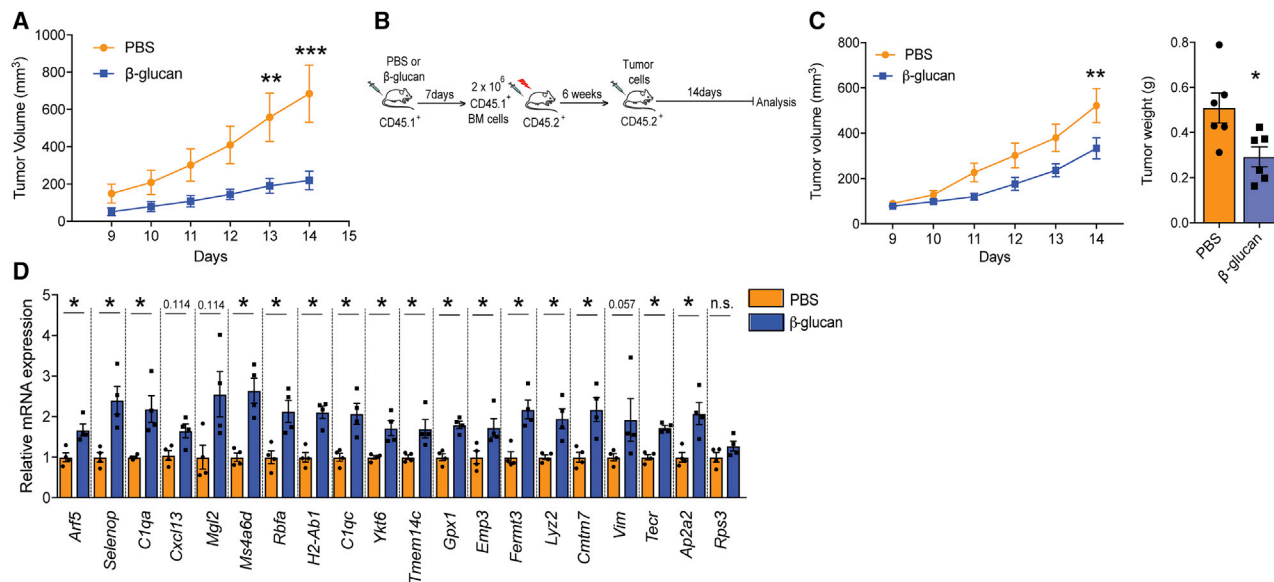 A
Tumor Volume (mm³)
1000
800
600
400
200
0
PBS
β-glucan
**
***
9 10 11 12 13 14 15
Days
B
PBS or
β-glucan
CD45.1⁺
7days
2 x 10⁶
CD45.1⁺
BM cells
CD45.2⁺
6 weeks
Tumor
cells
CD45.2⁺
14days
Analysis
C
Tumor volume (mm³)
800
600
400
200
0
PBS
β-glucan
**
9 10 11 12 13 14
Days
Tumor weight (g)
0.8
0.6
0.4
0.2
0.0
*
PBS
β-glucan
D
Relative mRNA expression
5
4
3
2
1
0
* * * 0.114 0.114 * * * * * * * * * * * 0.057 * * n.s.
PBS
β-glucan
Arf5
Selenop
C1qa
Cxcl13
Mgl2
Ms4a6d
Rbfa
H2-Ab1
C1qc
Ykt6
Tmem14c
Gpx1
Emp3
Fermt3
Lyz2
Cmtm7
Vim
Tecr
Ap2a2
Rps3